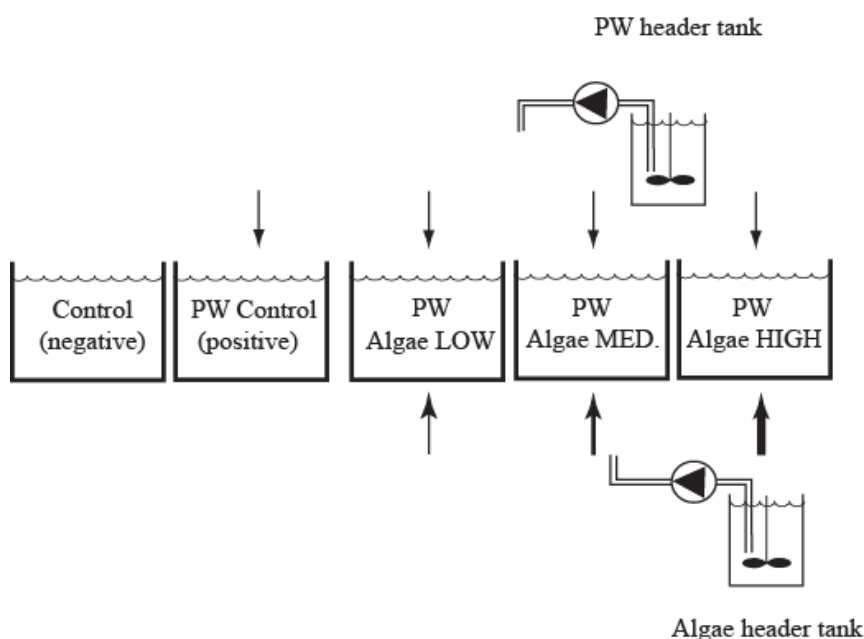 PW header tank
Control
(negative)
PW Control
(positive)
PW
Algae LOW
PW
Algae MED.
PW
Algae HIGH
Algae header tank